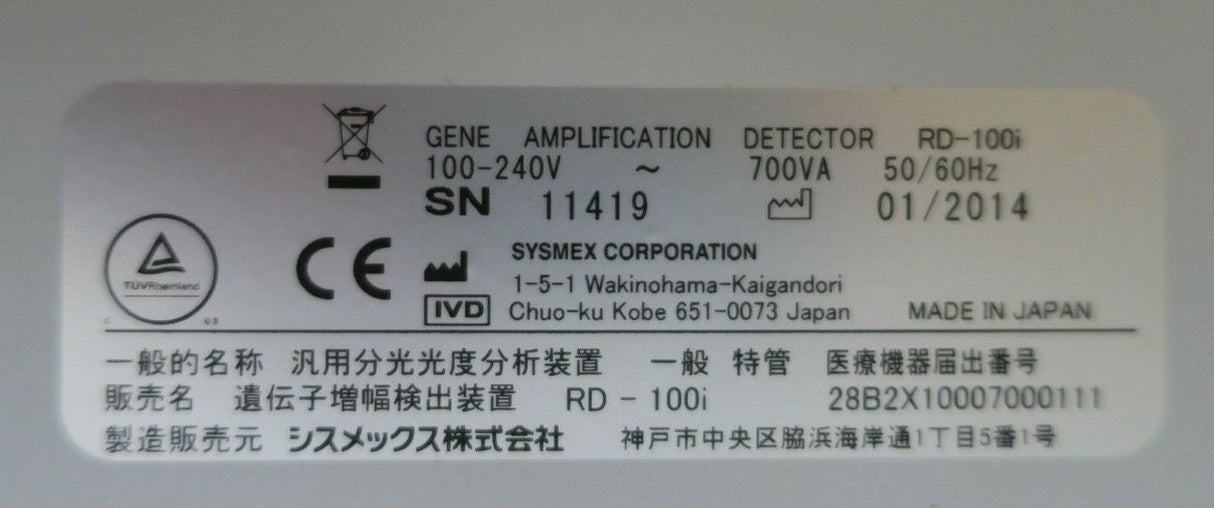 GENE AMPLIFICATION DETECTOR RD-100i
100-240V ~ 700VA 50/60Hz
SN 11419 01/2014
TÜVRheinland
C US
CE
SYSMEX CORPORATION
1-5-1 Wakinohama-Kaigandori
IVD Chuo-ku Kobe 651-0073 Japan MADE IN JAPAN
一般的名称 汎用分光光度分析装置 一般 特管 医療機器届出番号
販売名 遺伝子増幅検出装置 RD - 100i 28B2X10007000111
製造販売元 シスメックス株式会社 神戸市中央区脇浜海岸通1丁目5番1号